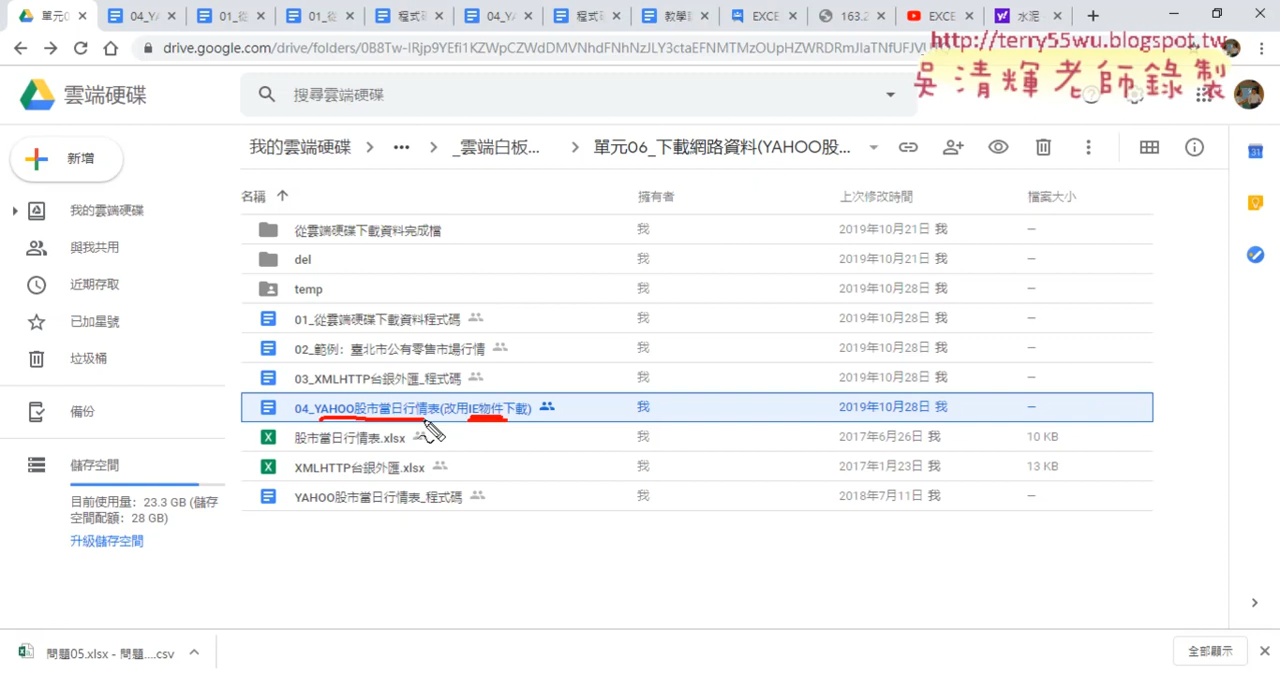 單元0
04_Y/
01_從
01_從
程式
04_Y/
程式
教學
EXCE
163.2
EXCE
水泥
drive.google.com/drive/folders/0B8Tw-IRjp9YEfi1KZWpCZWdDMVNhdFNhNzJLY3ctaEFNMTMzOUpHZWRDRmJIaTNfUFJVU
http://terry55wu.blogspot.tw
吳清輝老師錄製
雲端硬碟
搜尋雲端硬碟
新增
我的雲端硬碟
•••
_雲端白板...
單元06_下載網路資料(YAHOO股...
名稱
擁有者
上次修改時間
檔案大小
從雲端硬碟下載資料完成檔 我 2019年10月21日 我 –
del 我 2019年10月21日 我 –
temp 我 2019年10月28日 我 –
01_從雲端硬碟下載資料程式碼 我 2019年10月28日 我 –
02_範例：臺北市公有零售市場行情 我 2019年10月28日 我 –
03_XMLHTTP台銀外匯_程式碼 我 2019年10月28日 我 –
04_YAHOO股市當日行情表(改用IE物件下載) 我 2019年10月28日 我 –
股市當日行情表.xlsx 我 2017年6月26日 我 10 KB
XMLHTTP台銀外匯.xlsx 我 2017年1月23日 我 13 KB
YAHOO股市當日行情表_程式碼 我 2018年7月11日 我 –
我的雲端硬碟
與我共用
近期存取
已加星號
垃圾桶
備份
儲存空間
目前使用量：23.3 GB (儲存
空間配額：28 GB)
升級儲存空間
31
問題05.xlsx - 問題....csv
全部顯示